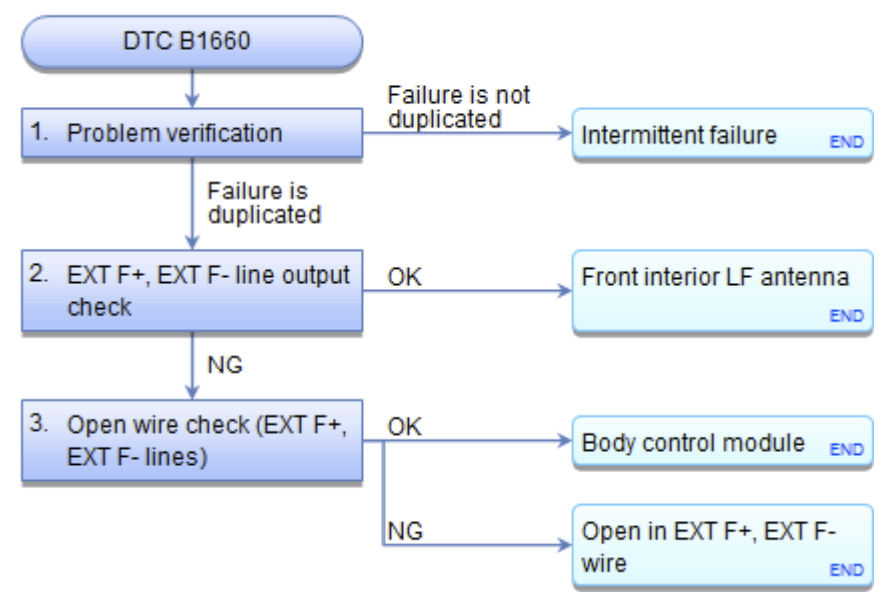 DTC B1660
Failure is not
duplicated
1. Problem verification
Intermittent failure
END
Failure is
duplicated
2. EXT F+, EXT F- line output
check
OK
Front interior LF antenna
END
NG
3. Open wire check (EXT F+,
EXT F- lines)
OK
Body control module
END
NG
Open in EXT F+, EXT F-
wire
END